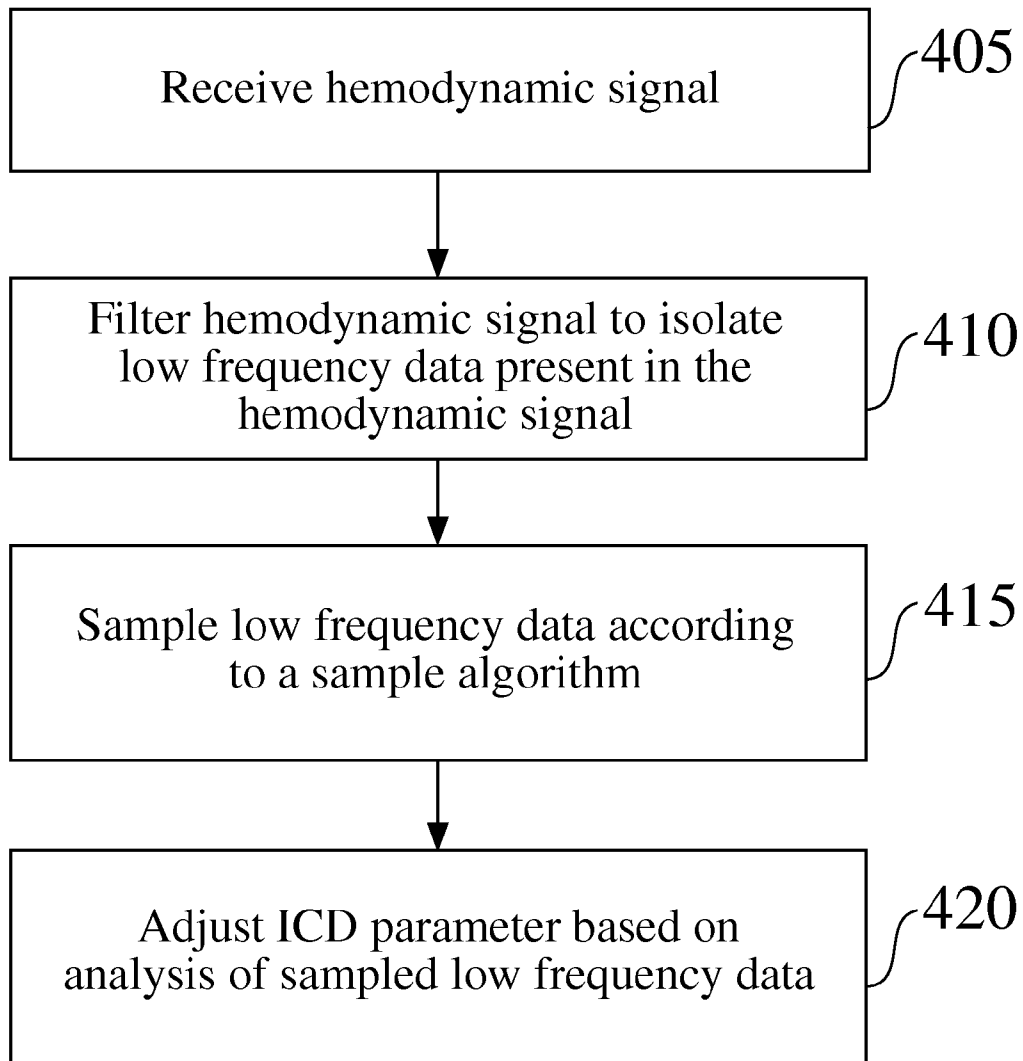 Receive hemodynamic signal
405
Filter hemodynamic signal to isolate
low frequency data present in the
hemodynamic signal
410
Sample low frequency data according
to a sample algorithm
415
Adjust ICD parameter based on
analysis of sampled low frequency data
420